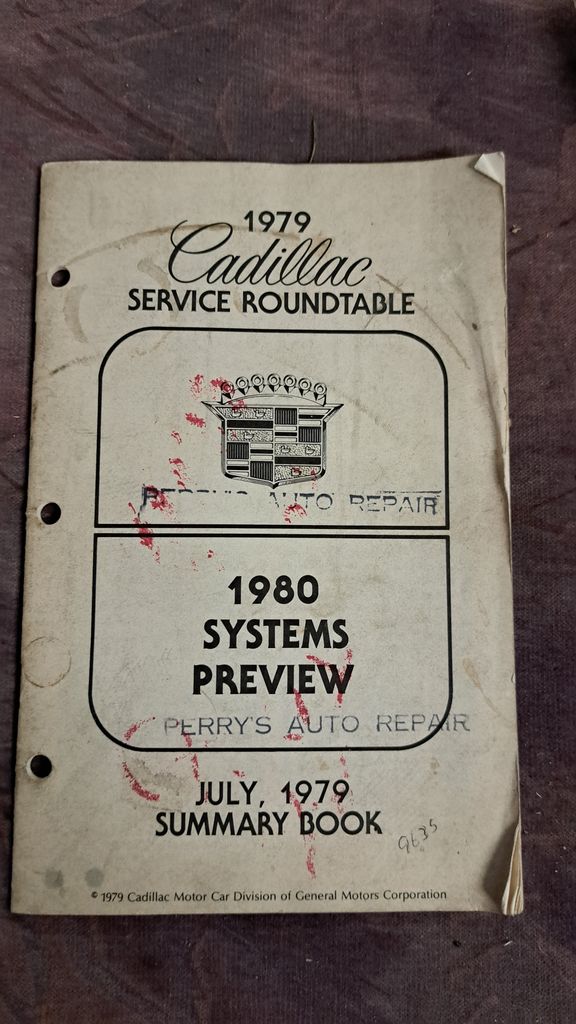 1979
Cadillac
SERVICE ROUNDTABLE
PERRY'S AUTO REPAIR
1980
SYSTEMS
PREVIEW
PERRY'S AUTO REPAIR
JULY, 1979
SUMMARY BOOK
9635
© 1979 Cadillac Motor Car Division of General Motors Corporation